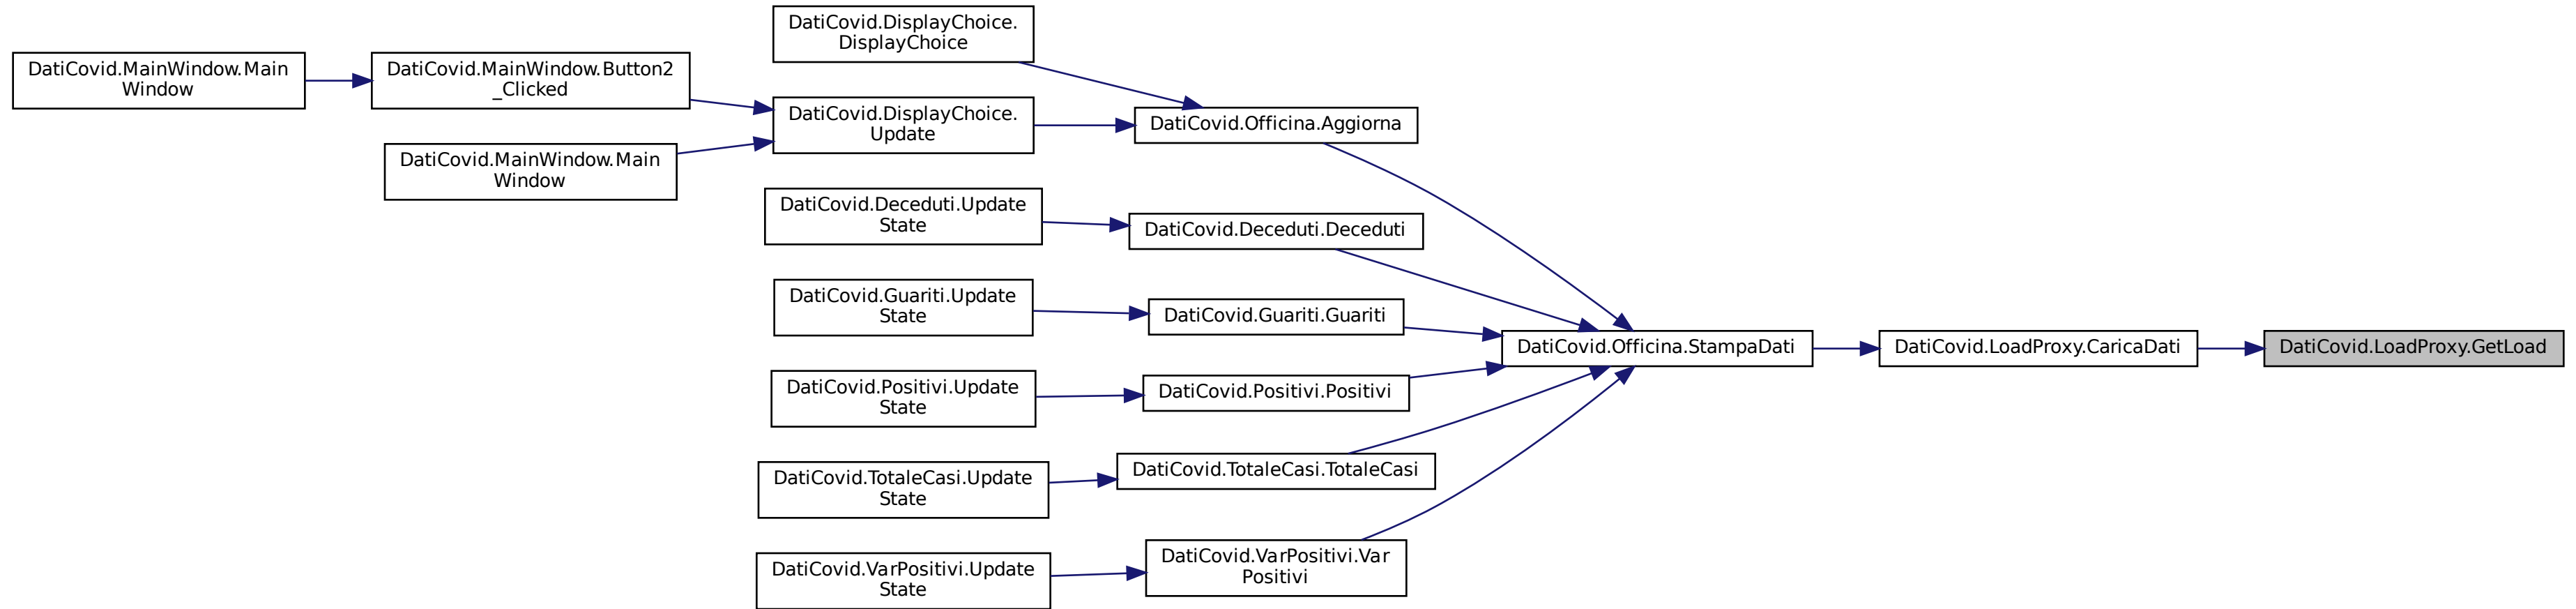 DatiCovid.MainWindow.Main
Window
DatiCovid.MainWindow.Button2
_Clicked
DatiCovid.MainWindow.Main
Window
DatiCovid.DisplayChoice.
DisplayChoice
DatiCovid.DisplayChoice.
Update
DatiCovid.Deceduti.Update
State
DatiCovid.Guariti.Update
State
DatiCovid.Positivi.Update
State
DatiCovid.TotaleCasi.Update
State
DatiCovid.VarPositivi.Update
State
DatiCovid.Officina.Aggiorna
DatiCovid.Deceduti.Deceduti
DatiCovid.Guariti.Guariti
DatiCovid.Positivi.Positivi
DatiCovid.TotaleCasi.TotaleCasi
DatiCovid.VarPositivi.Var
Positivi
DatiCovid.Officina.StampaDati
DatiCovid.LoadProxy.CaricaDati
DatiCovid.LoadProxy.GetLoad